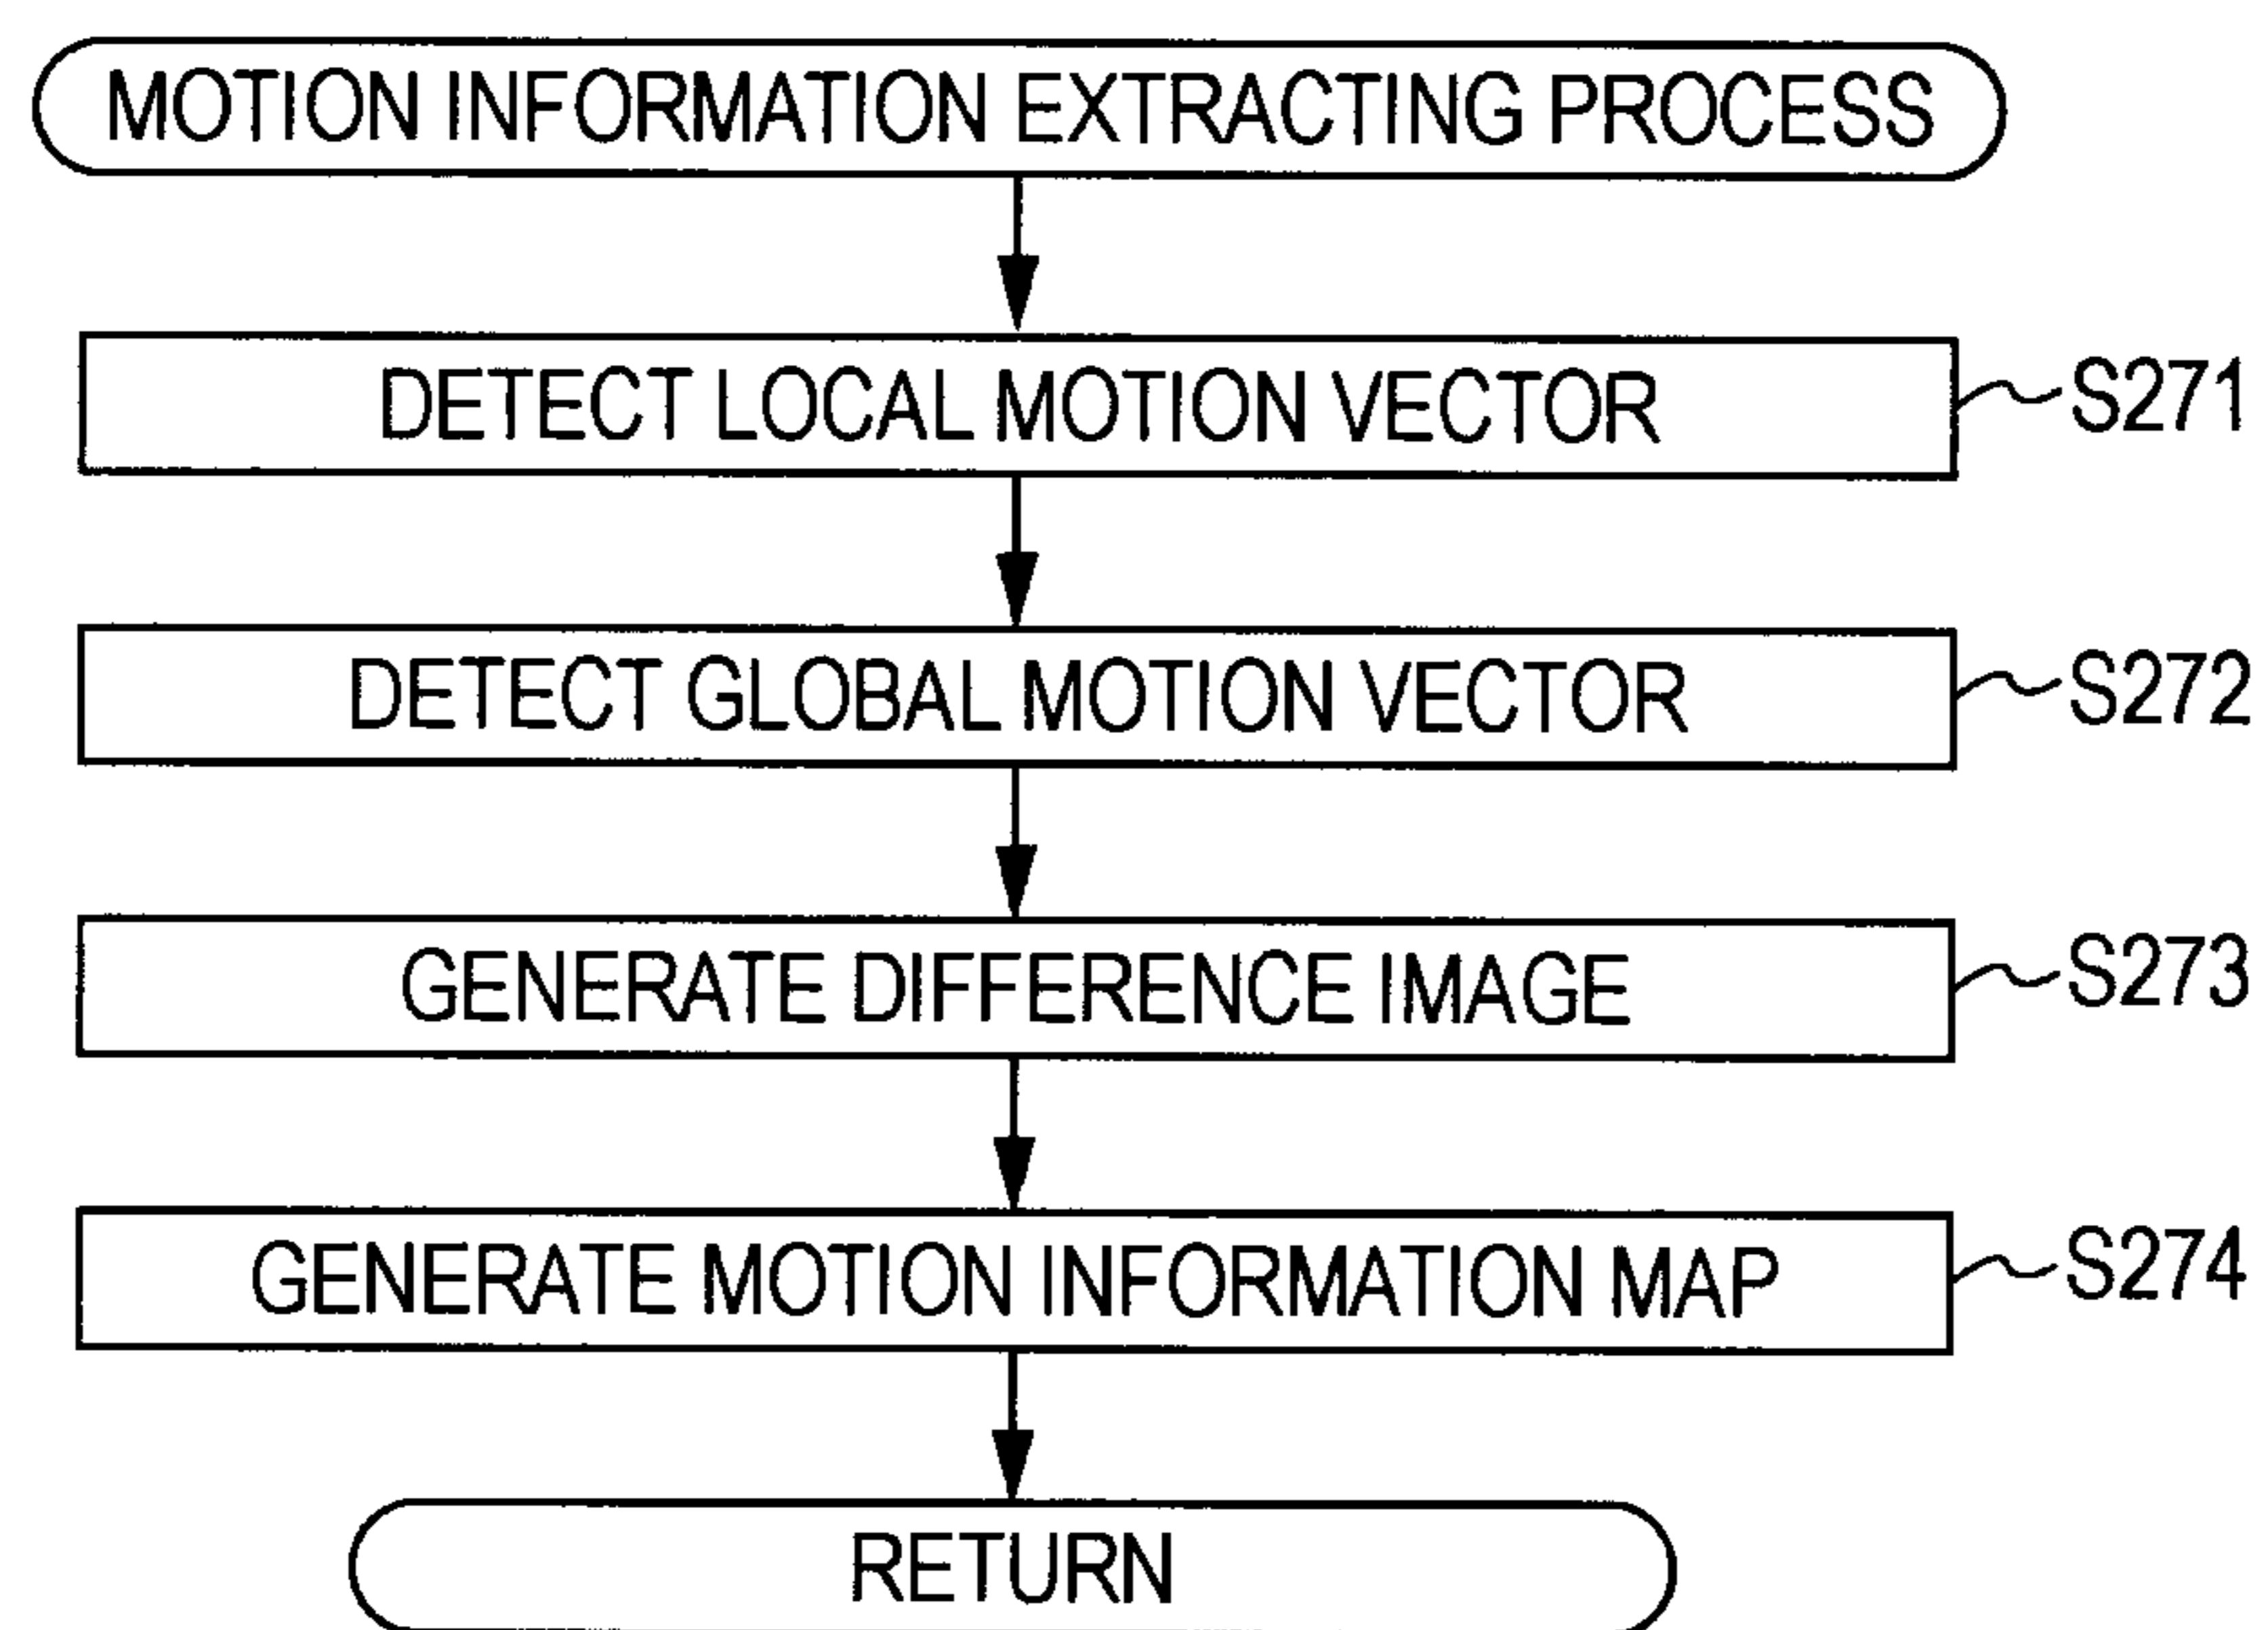 MOTION INFORMATION EXTRACTING PROCESS
DETECT LOCAL MOTION VECTOR
S271
DETECT GLOBAL MOTION VECTOR
S272
GENERATE DIFFERENCE IMAGE
S273
GENERATE MOTION INFORMATION MAP
S274
RETURN